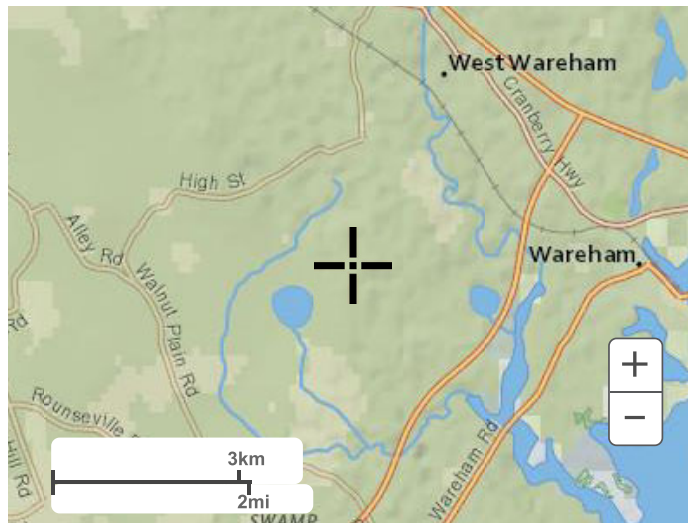 West Wareham
Cranberry Hwy
High St
Alley Rd
Wareham
Walnut Plain Rd
Rd
Rounseville
+
−
Hill Rd
Wareham Rd
3km
2mi
SWAMP